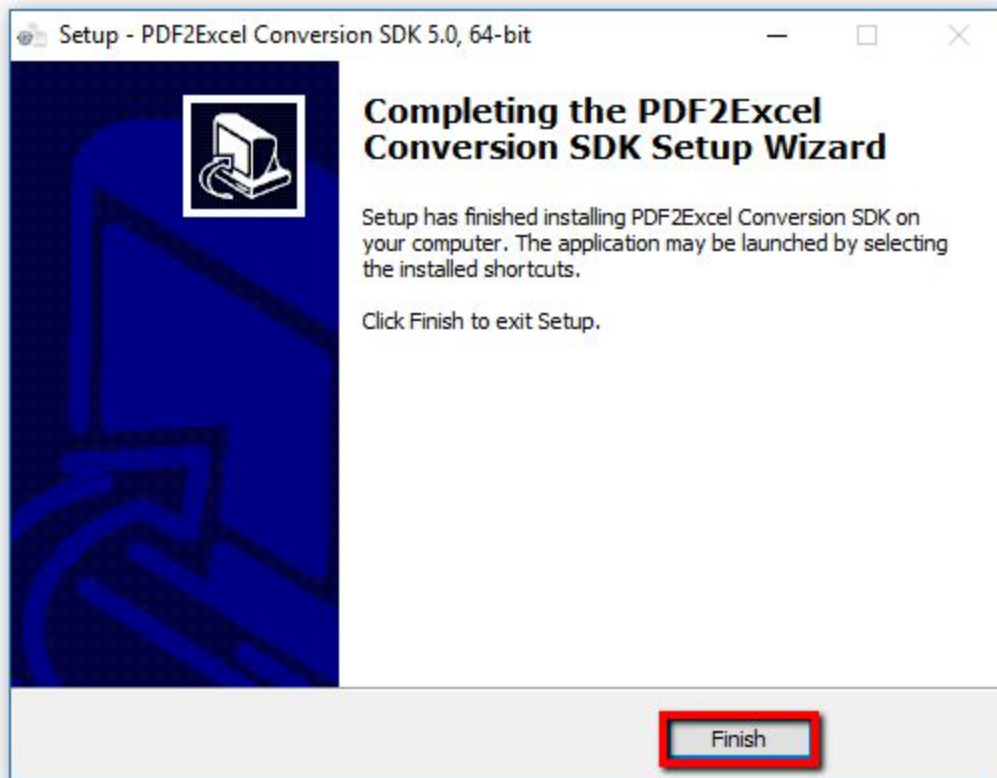 Setup - PDF2Excel Conversion SDK 5.0, 64-bit
Completing the PDF2Excel
Conversion SDK Setup Wizard
Setup has finished installing PDF2Excel Conversion SDK on
your computer. The application may be launched by selecting
the installed shortcuts.
Click Finish to exit Setup.
Finish